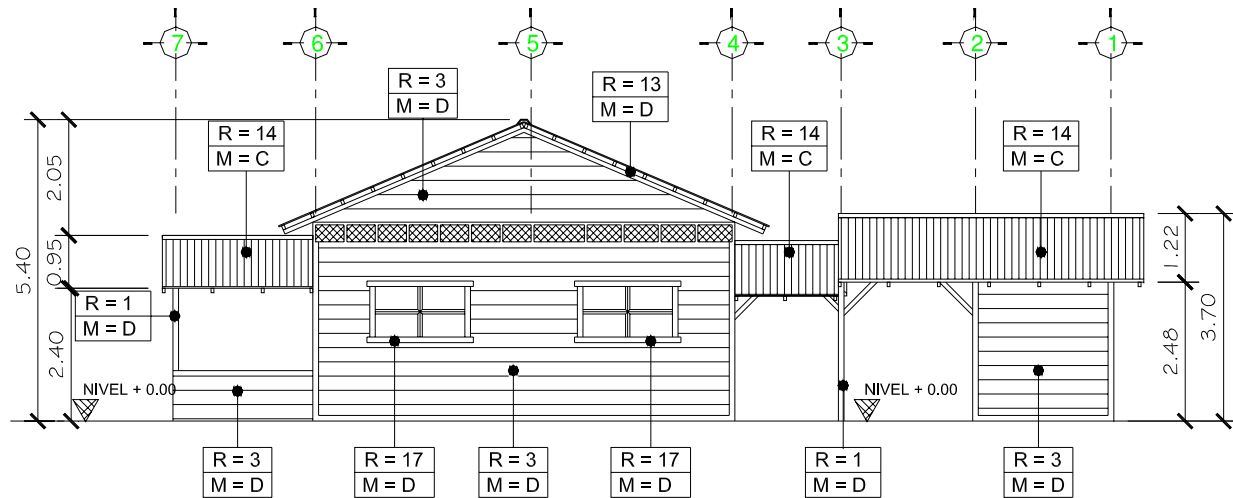 7 6 5 4 3 2 1
R = 3
M = D
R = 13
M = D
R = 14
M = C
R = 14
M = C
R = 14
M = C
2.05
5.40
0.95
2.40
1.22
3.70
2.48
R = 1
M = D
NIVEL + 0.00
NIVEL + 0.00
R = 3
M = D
R = 17
M = D
R = 3
M = D
R = 17
M = D
R = 1
M = D
R = 3
M = D